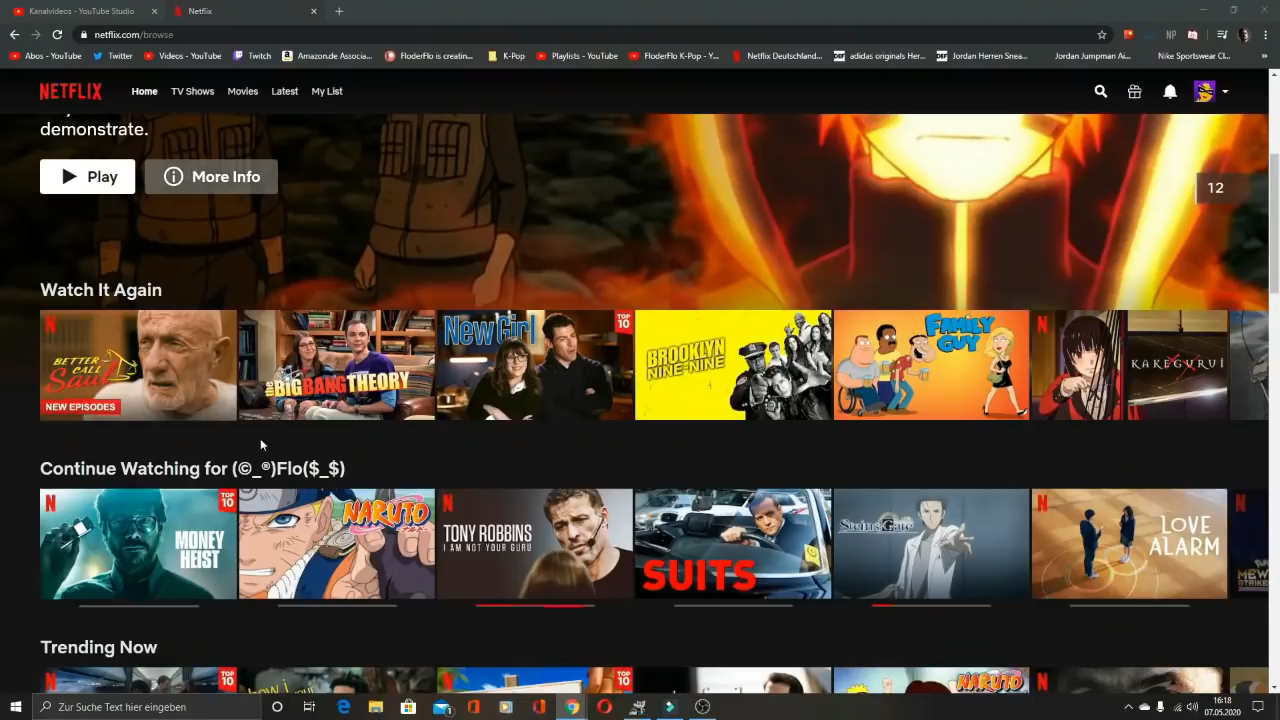 Kanalvideos - YouTube Studio
Netflix
netflix.com/browse
Abos - YouTube
Twitter
Videos - YouTube
Twitch
Amazon.de Associa...
FloderFlo is creatin...
K-Pop
Playlists - YouTube
FloderFlo K-Pop - Y...
Netflix Deutschland...
adidas originals Her...
Jordan Herren Snea...
Jordan Jumpman Ai...
Nike Sportswear Cl...
NETFLIX
Home
TV Shows
Movies
Latest
My List
demonstrate.
Play
More Info
12
Watch It Again
BETTER CALL Saul
NEW EPISODES
the BIG BANG THEORY
New Girl
TOP 10
BROOKLYN NINE-NINE
FAMILY GUY
KAKEGURUI
Continue Watching for (©_®)Flo($_$)
MONEY HEIST
TOP 10
NARUTO
TONY ROBBINS
I AM NOT YOUR GURU
SUITS
Steins;Gate
LOVE ALARM
Trending Now
TOP 10
TOP 10
NARUTO
Zur Suche Text hier eingeben
16:18
07.05.2020